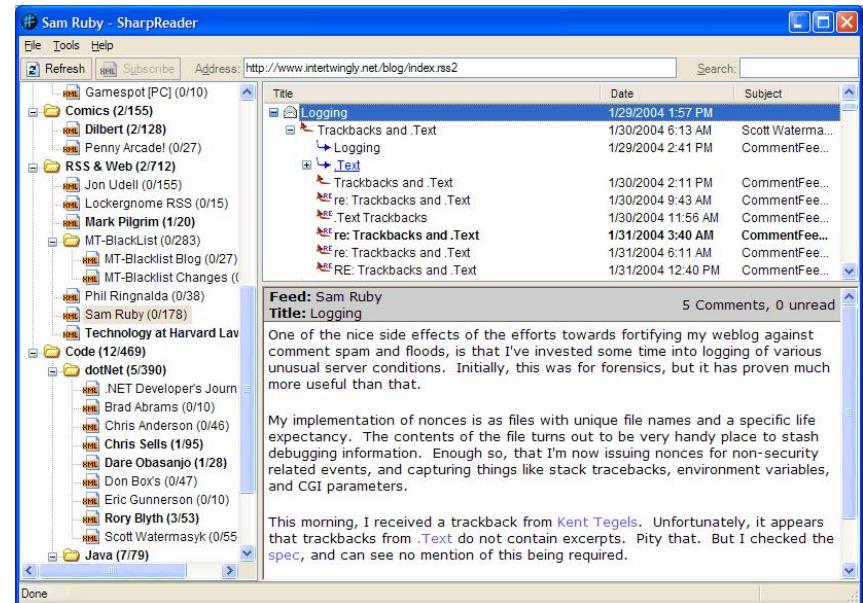 Sam Ruby - SharpReader
File Tools Help
Refresh XML Subscribe Address: http://www.intertwingly.net/blog/index.rss2 Search:
Gamespot [PC] (0/10)
Comics (2/155)
Dilbert (2/128)
Penny Arcade! (0/27)
RSS & Web (2/712)
Jon Udell (0/155)
Lockergnome RSS (0/15)
Mark Pilgrim (1/20)
MT-BlackList (0/283)
MT-Blacklist Blog (0/27)
MT-Blacklist Changes (
Phil Ringnalda (0/38)
Sam Ruby (0/178)
Technology at Harvard Law
Code (12/469)
dotNet (5/390)
.NET Developer's Journ
Brad Abrams (0/10)
Chris Anderson (0/46)
Chris Sells (1/95)
Dare Obasanjo (1/28)
Don Box's (0/47)
Eric Gunnerson (0/10)
Rory Blyth (3/53)
Scott Watermasyk (0/55
Java (7/79)
Title Date Subject
Logging 1/29/2004 1:57 PM
Trackbacks and .Text 1/30/2004 6:13 AM Scott Waterma...
Logging 1/29/2004 2:41 PM CommentFee...
.Text
Trackbacks and .Text 1/30/2004 2:11 PM CommentFee...
re: Trackbacks and .Text 1/30/2004 9:43 AM CommentFee...
.Text Trackbacks 1/30/2004 11:56 AM CommentFee...
re: Trackbacks and .Text 1/31/2004 3:40 AM CommentFee...
re: Trackbacks and .Text 1/31/2004 6:11 AM CommentFee...
RE: Trackbacks and .Text 1/31/2004 12:40 PM CommentFee...
Feed: Sam Ruby
Title: Logging
5 Comments, 0 unread
One of the nice side effects of the efforts towards fortifying my weblog against
comment spam and floods, is that I've invested some time into logging of various
unusual server conditions. Initially, this was for forensics, but it has proven much
more useful than that.
My implementation of nonces is as files with unique file names and a specific life
expectancy. The contents of the file turns out to be very handy place to stash
debugging information. Enough so, that I'm now issuing nonces for non-security
related events, and capturing things like stack tracebacks, environment variables,
and CGI parameters.
This morning, I received a trackback from Kent Tegels. Unfortunately, it appears
that trackbacks from .Text do not contain excerpts. Pity that. But I checked the
spec, and can see no mention of this being required.
Done